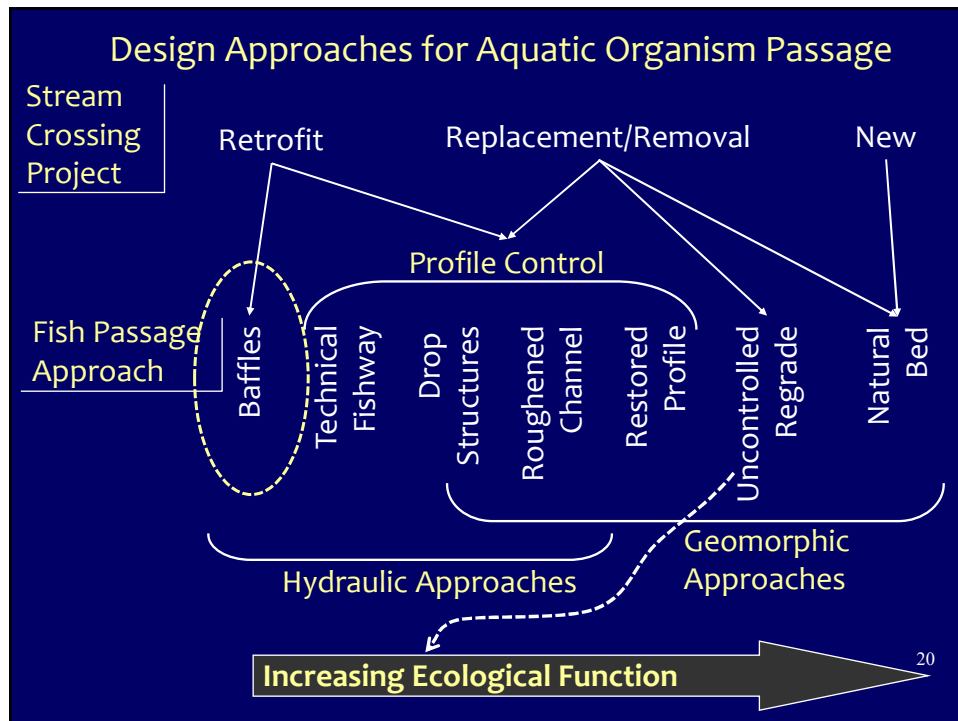 Design Approaches for Aquatic Organism Passage
Stream
Crossing
Project
Retrofit
Replacement/Removal
New
Profile Control
Fish Passage
Approach
Baffles
Technical
Fishway
Drop
Structures
Roughened
Channel
Restored
Profile
Uncontrolled
Regrade
Natural
Bed
Hydraulic Approaches
Geomorphic
Approaches
Increasing Ecological Function
20